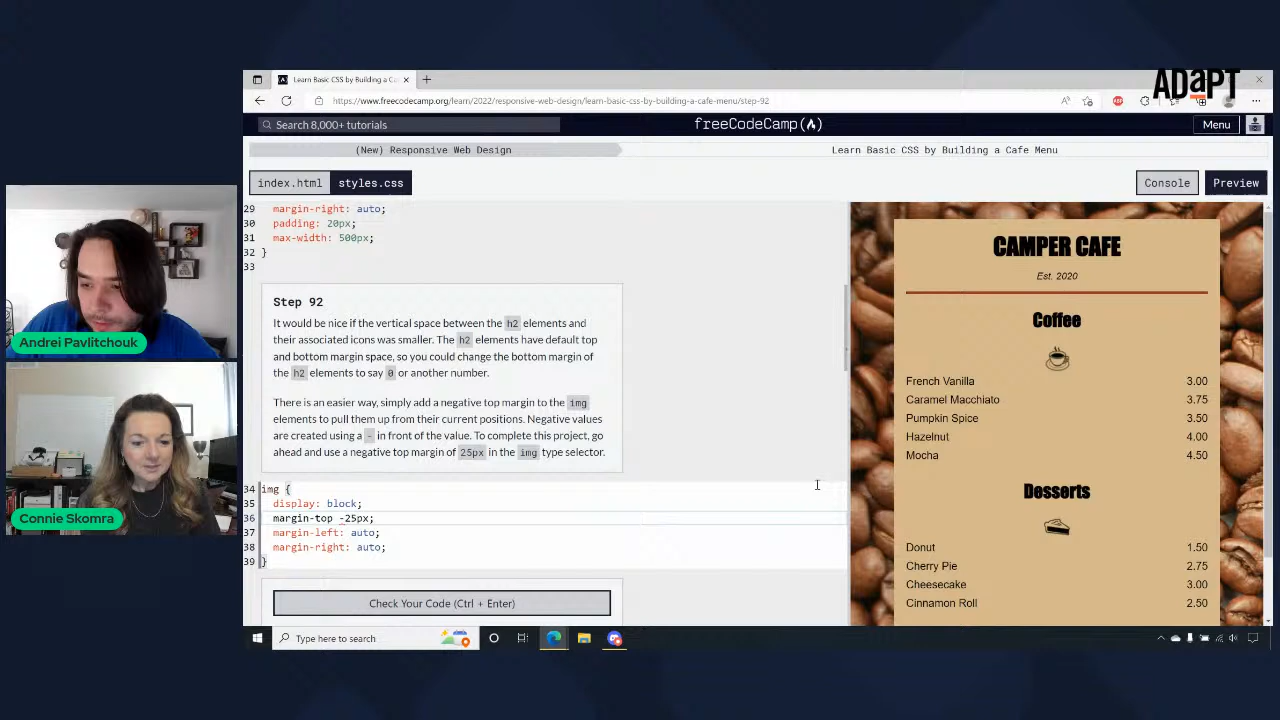 ADaPT
Learn Basic CSS by Building a Ca
https://www.freecodecamp.org/learn/2022/responsive-web-design/learn-basic-css-by-building-a-cafe-menu/step-92
Search 8,000+ tutorials
freeCodeCamp
Menu
(New) Responsive Web Design
Learn Basic CSS by Building a Cafe Menu
index.html
styles.css
Console
Preview
29 margin-right: auto;
30 padding: 20px;
31 max-width: 500px;
32 }
33
Step 92
It would be nice if the vertical space between the h2 elements and
their associated icons was smaller. The h2 elements have default top
and bottom margin space, so you could change the bottom margin of
the h2 elements to say 0 or another number.
There is an easier way, simply add a negative top margin to the img
elements to pull them up from their current positions. Negative values
are created using a - in front of the value. To complete this project, go
ahead and use a negative top margin of 25px in the img type selector.
34 img {
35 display: block;
36 margin-top -25px;
37 margin-left: auto;
38 margin-right: auto;
39 }
Check Your Code (Ctrl + Enter)
CAMPER CAFE
Est. 2020
Coffee
French Vanilla 3.00
Caramel Macchiato 3.75
Pumpkin Spice 3.50
Hazelnut 4.00
Mocha 4.50
Desserts
Donut 1.50
Cherry Pie 2.75
Cheesecake 3.00
Cinnamon Roll 2.50
Andrei Pavlitchouk
Connie Skomra
Type here to search